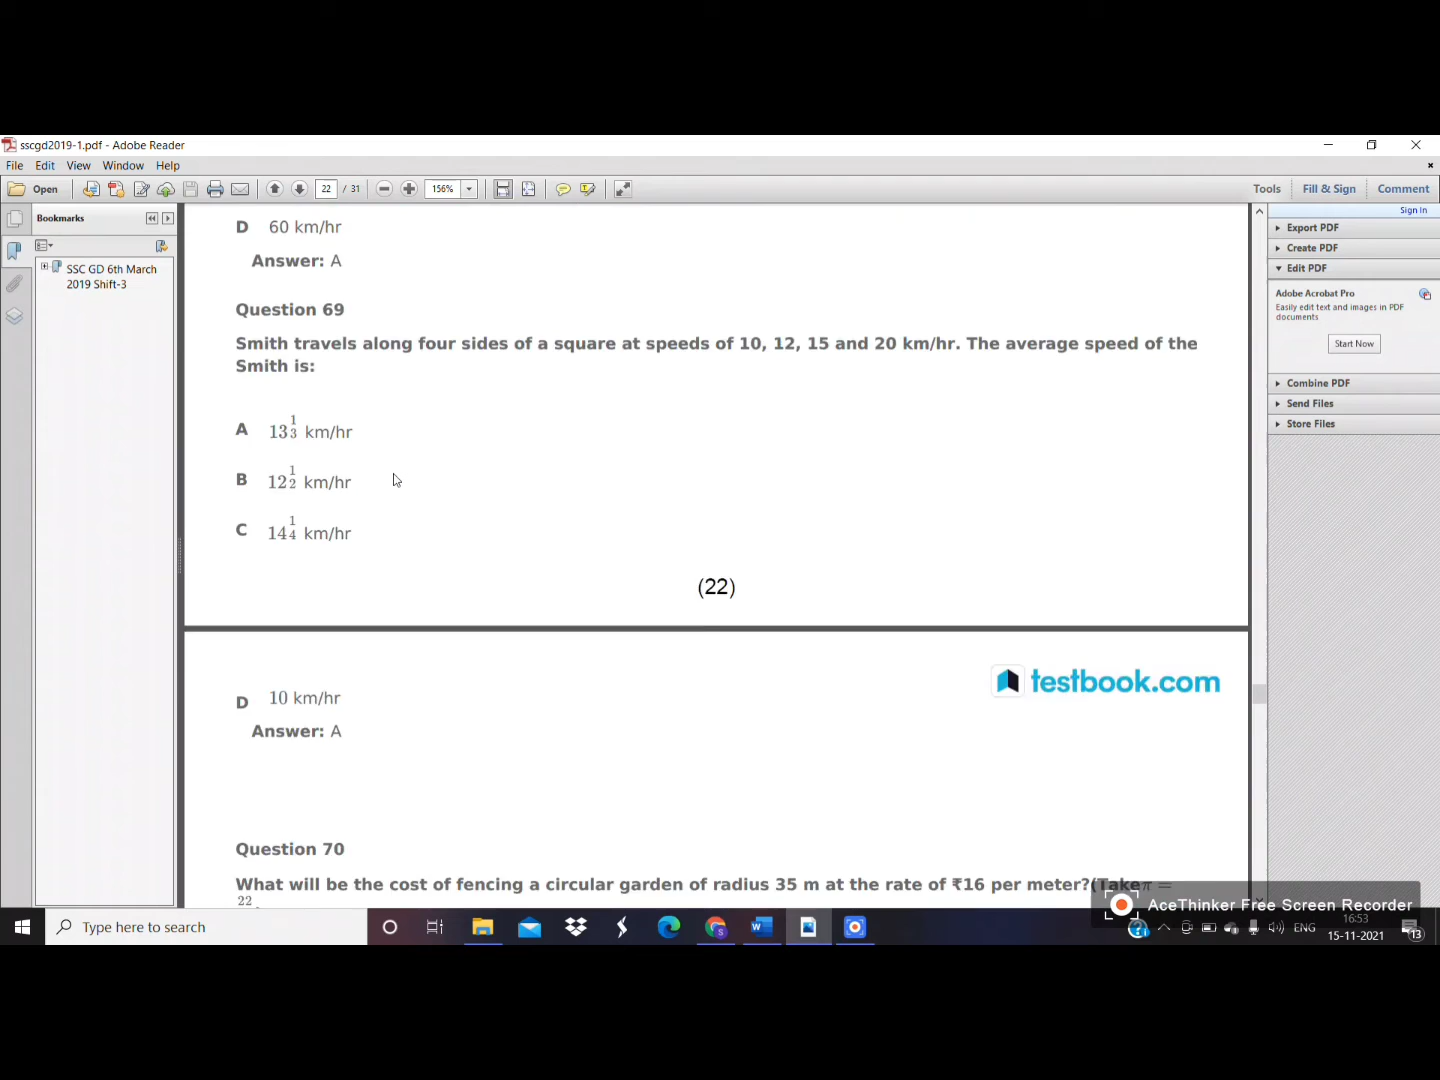 sscgd2019-1.pdf - Adobe Reader
File Edit View Window Help
Open 22 / 31 156% Tools Fill & Sign Comment
Sign In
Bookmarks
SSC GD 6th March
2019 Shift-3
D 60 km/hr
Answer: A
Question 69
Smith travels along four sides of a square at speeds of 10, 12, 15 and 20 km/hr. The average speed of the
Smith is:
A 13 1/3 km/hr
B 12 1/2 km/hr
C 14 1/4 km/hr
(22)
testbook.com
D 10 km/hr
Answer: A
Question 70
What will be the cost of fencing a circular garden of radius 35 m at the rate of ₹16 per meter?(Take π =
22
Export PDF
Create PDF
Edit PDF
Adobe Acrobat Pro
Easily edit text and images in PDF
documents
Start Now
Combine PDF
Store Files
Send Files
AceThinker Free Screen Recorder
Type here to search
W
S
ENG
16:53
15-11-2021
13